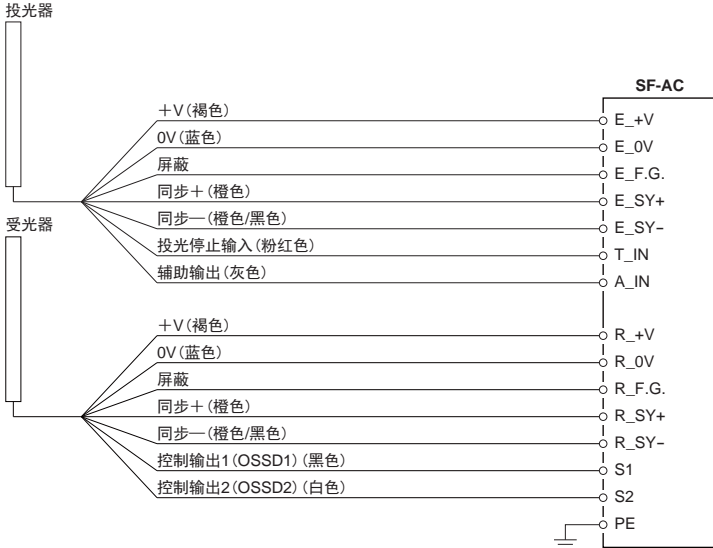 投光器
SF-AC
＋V（褐色）
E_+V
0V（蓝色）
E_0V
屏蔽
E_F.G.
同步＋（橙色）
E_SY+
同步—（橙色/黑色）
E_SY−
受光器
投光停止输入（粉红色）
T_IN
辅助输出（灰色）
A_IN
＋V（褐色）
R_+V
0V（蓝色）
R_0V
屏蔽
R_F.G.
同步＋（橙色）
R_SY+
同步—（橙色/黑色）
R_SY−
控制输出1（OSSD1）（黑色）
S1
控制输出2（OSSD2）（白色）
S2
PE